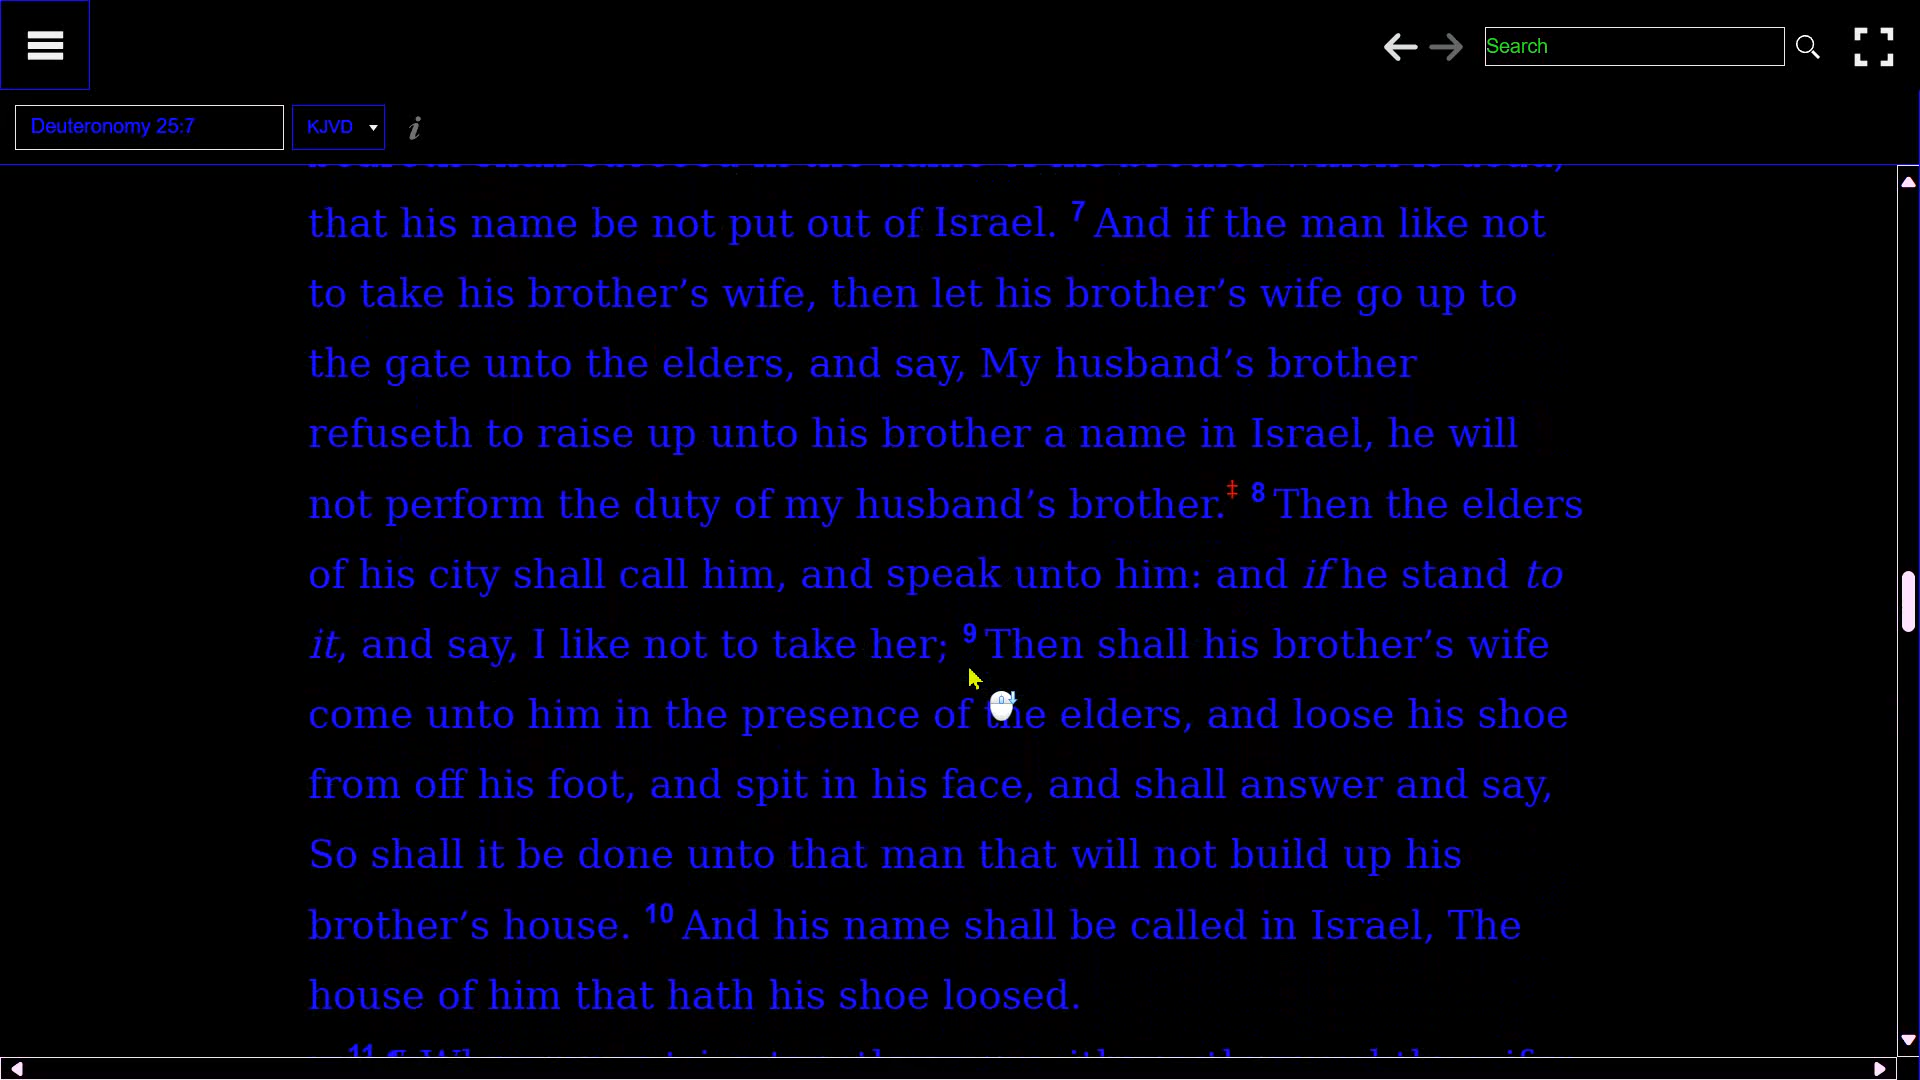 Search
Deuteronomy 25:7
KJVD
that his name be not put out of Israel. 7 And if the man like not
to take his brother’s wife, then let his brother’s wife go up to
the gate unto the elders, and say, My husband’s brother
refuseth to raise up unto his brother a name in Israel, he will
not perform the duty of my husband’s brother.‡ 8 Then the elders
of his city shall call him, and speak unto him: and if he stand to
it, and say, I like not to take her; 9 Then shall his brother’s wife
come unto him in the presence of the elders, and loose his shoe
from off his foot, and spit in his face, and shall answer and say,
So shall it be done unto that man that will not build up his
brother’s house. 10 And his name shall be called in Israel, The
house of him that hath his shoe loosed.
11 ¶